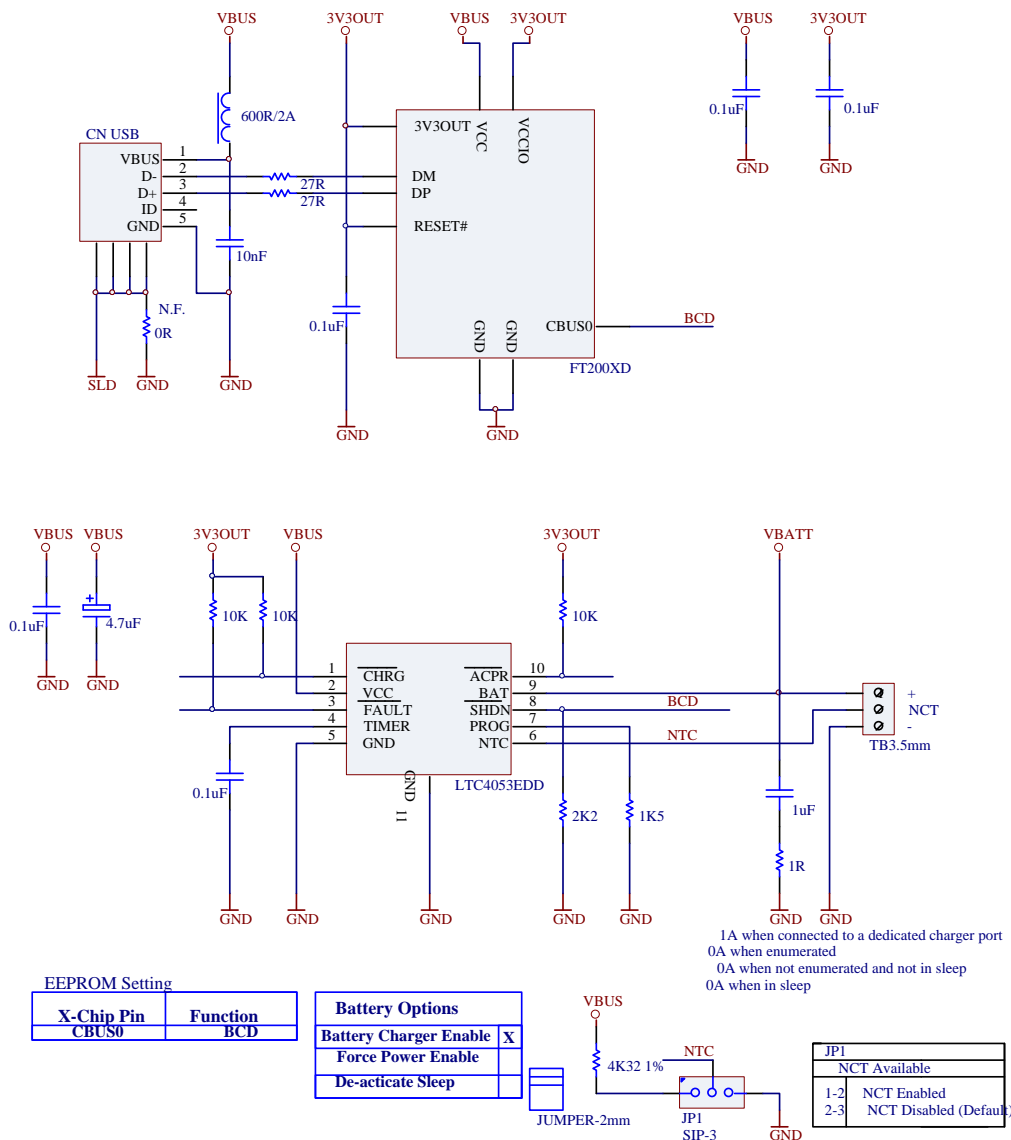 VBUS
3V3OUT
VBUS
3V3OUT
VBUS
3V3OUT
600R/2A
0.1uF
0.1uF
CN USB
3V3OUT
VCC
VCCIO
VBUS 1
D- 2
D+ 3
ID 4
GND 5
27R
27R
DM
DP
RESET#
GND
GND
10nF
N.F.
0R
0.1uF
GND
GND
CBUS0
BCD
FT200XD
SLD
GND
GND
GND
GND
VBUS
VBUS
3V3OUT
VBUS
3V3OUT
VBATT
0.1uF
+
4.7uF
10K
10K
10K
GND
GND
1 CHRG
2 VCC
3 FAULT
4 TIMER
5 GND
ACPR 10
BAT 9
SHDN 8
PROG 7
NTC 6
BCD
NTC
+
NCT
-
TB3.5mm
0.1uF
GND
11
LTC4053EDD
2K2
1K5
1uF
1R
GND
GND
GND
GND
GND
GND
GND
1A when connected to a dedicated charger port
0A when enumerated
0A when not enumerated and not in sleep
0A when in sleep
EEPROM Setting
X-Chip Pin Function
CBUS0 BCD
Battery Options
Battery Charger Enable X
Force Power Enable
De-acticate Sleep
JUMPER-2mm
VBUS
4K32 1%
NTC
JP1
SIP-3
GND
JP1
NCT Available
1-2 NCT Enabled
2-3 NCT Disabled (Default)